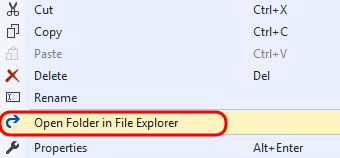 Cut Ctrl+X
Copy Ctrl+C
Paste Ctrl+V
Delete Del
Rename
Open Folder in File Explorer
Properties Alt+Enter